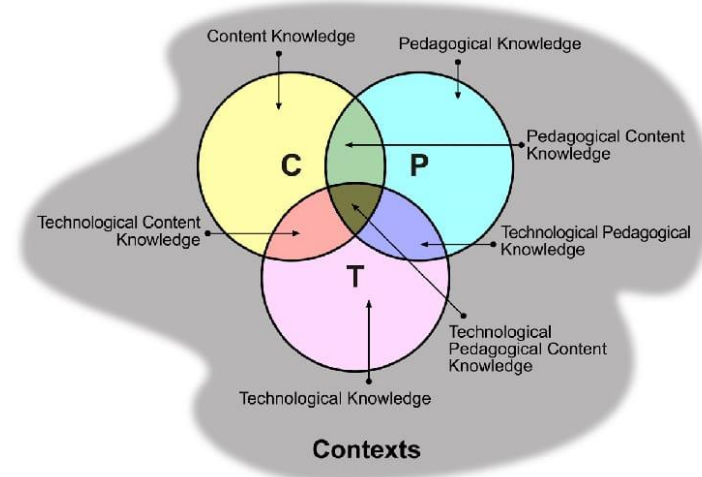 Content Knowledge
Pedagogical Knowledge
Pedagogical Content
Knowledge
C
P
Technological Content
Knowledge
Technological Pedagogical
Knowledge
T
Technological
Pedagogical Content
Knowledge
Technological Knowledge
Contexts